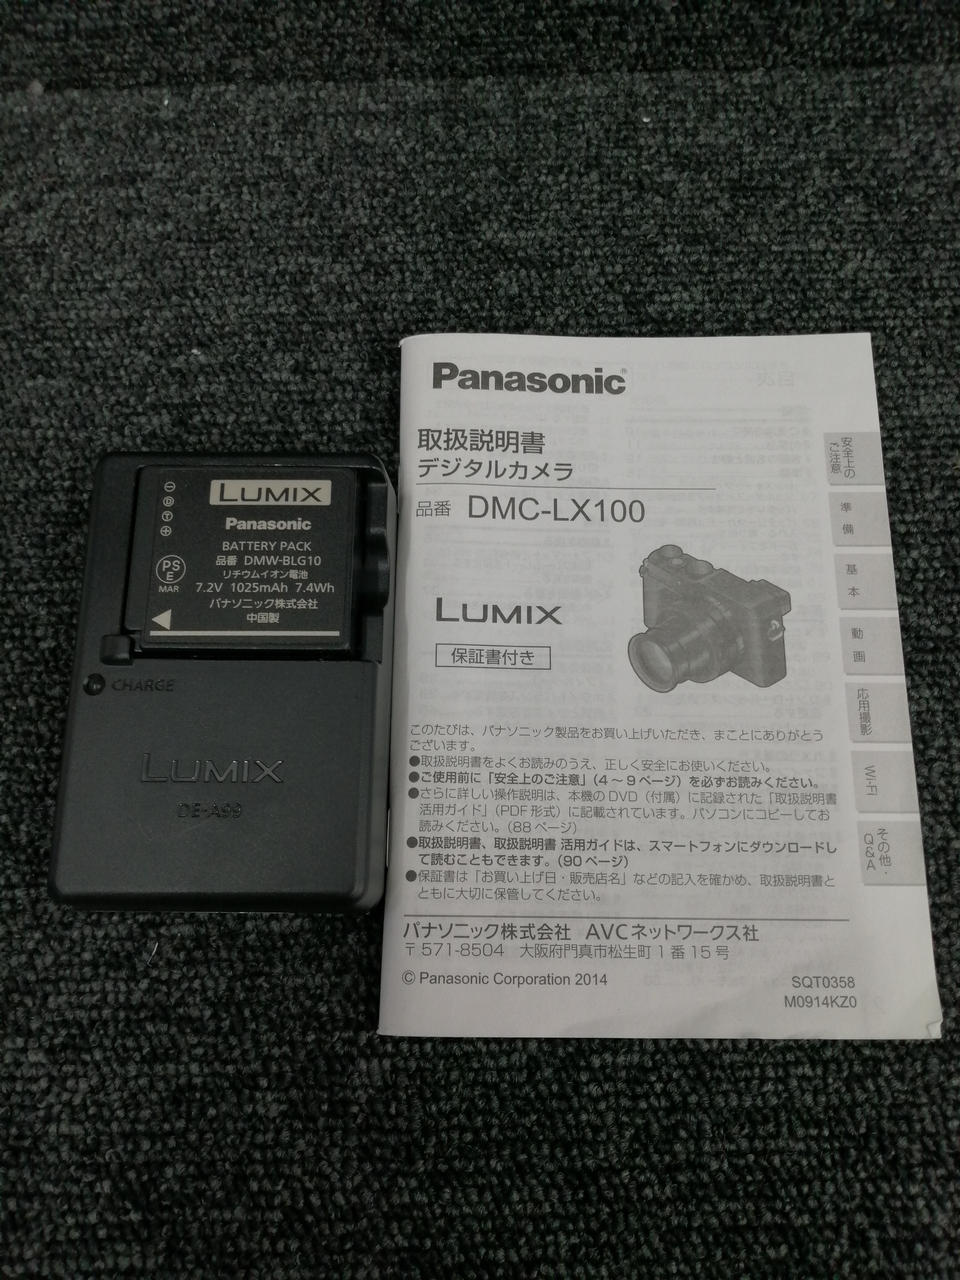 LUMIX
Panasonic
BATTERY PACK
品番 DMW-BLG10
リチウムイオン電池
7.2V 1025mAh 7.4Wh
パナソニック株式会社
中国製
PS
E
MAR
CHARGE
LUMIX
DE-A99
Panasonic®
取扱説明書
デジタルカメラ
品番 DMC-LX100
LUMIX
保証書付き
このたびは、パナソニック製品をお買い上げいただき、まことにありがとう
ございます。
●取扱説明書をよくお読みのうえ、正しく安全にお使いください。
●ご使用前に「安全上のご注意」(4～9ページ)を必ずお読みください。
●さらに詳しい操作説明は、本機のDVD(付属)に記録された「取扱説明書
活用ガイド」(PDF形式)に記載されています。パソコンにコピーしてお
読みください。(88ページ)
●取扱説明書、取扱説明書 活用ガイドは、スマートフォンにダウンロードし
て読むこともできます。(90ページ)
●保証書は「お買い上げ日・販売店名」などの記入を確かめ、取扱説明書と
ともに大切に保管してください。
パナソニック株式会社 AVCネットワークス社
〒571-8504 大阪府門真市松生町1番15号
© Panasonic Corporation 2014
SQT0358
M0914KZ0
安全上の
ご注意
準備
基本
動画
応用撮影
Wi-Fi
その他・
Q&A